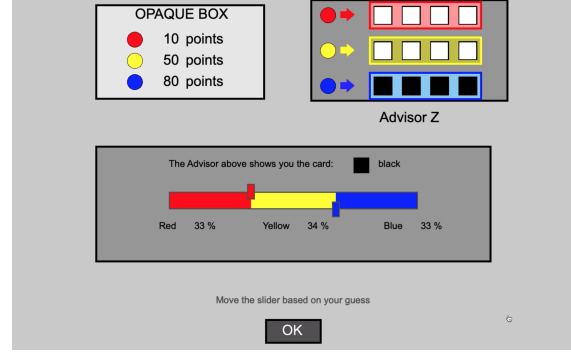 OPAQUE BOX
10 points
50 points
80 points
Advisor Z
The Advisor above shows you the card: black
Red 33 % Yellow 34 % Blue 33 %
Move the slider based on your guess
OK